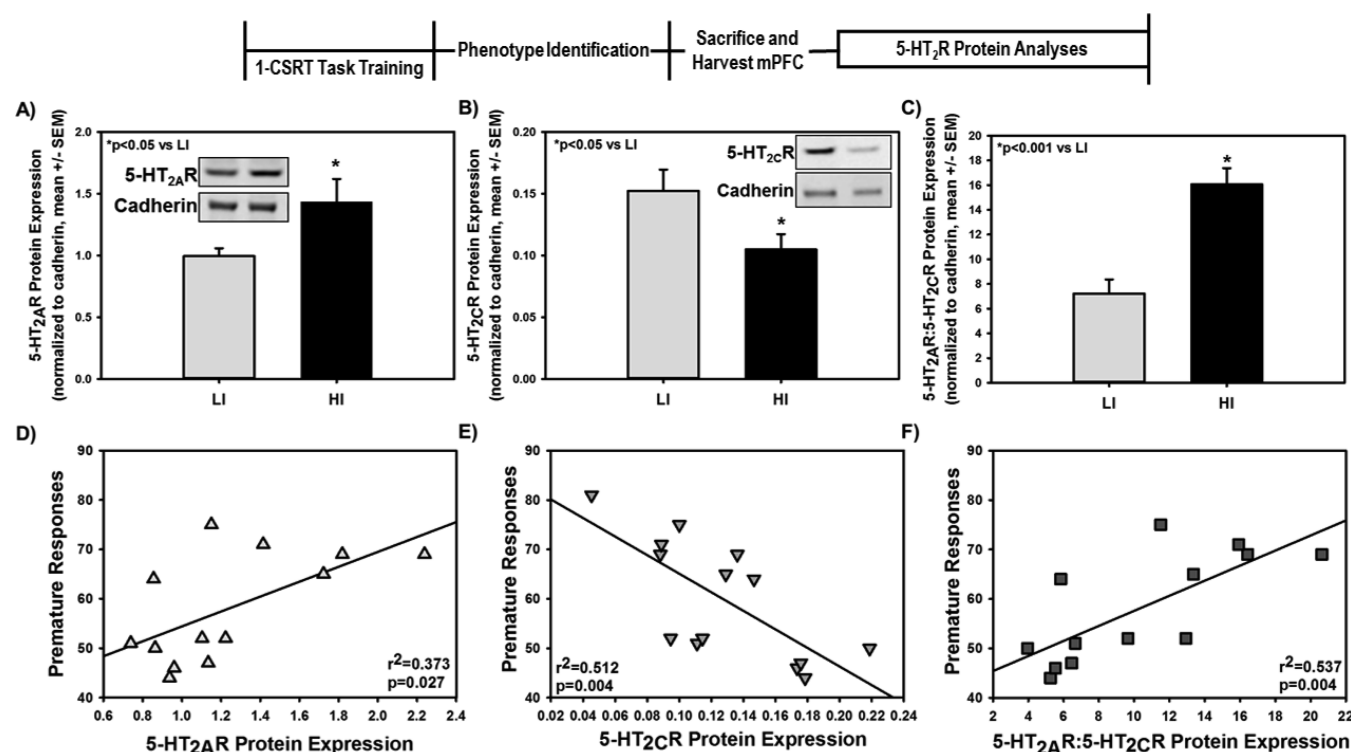 1-CSRT Task Training
Phenotype Identification
Sacrifice and
Harvest mPFC
5-HT2R Protein Analyses
A)
5-HT2AR Protein Expression
(normalized to cadherin, mean +/- SEM)
2.0
1.5
1.0
0.5
0.0
*p<0.05 vs LI
5-HT2AR
Cadherin
*
LI
HI
B)
5-HT2CR Protein Expression
(normalized to cadherin, mean +/- SEM)
0.20
0.15
0.10
0.05
0.00
*p<0.05 vs LI
5-HT2CR
Cadherin
*
LI
HI
C)
5-HT2AR:5-HT2CR Protein Expression
(normalized to cadherin, mean +/- SEM)
20
18
16
14
12
10
8
6
4
2
0
*p<0.001 vs LI
*
LI
HI
D)
Premature Responses
90
80
70
60
50
40
r2=0.373
p=0.027
0.6 0.8 1.0 1.2 1.4 1.6 1.8 2.0 2.2 2.4
5-HT2AR Protein Expression
E)
Premature Responses
90
80
70
60
50
40
r2=0.512
p=0.004
0.02 0.04 0.06 0.08 0.10 0.12 0.14 0.16 0.18 0.20 0.22 0.24
5-HT2CR Protein Expression
F)
Premature Responses
90
80
70
60
50
40
r2=0.537
p=0.004
2 4 6 8 10 12 14 16 18 20 22
5-HT2AR:5-HT2CR Protein Expression